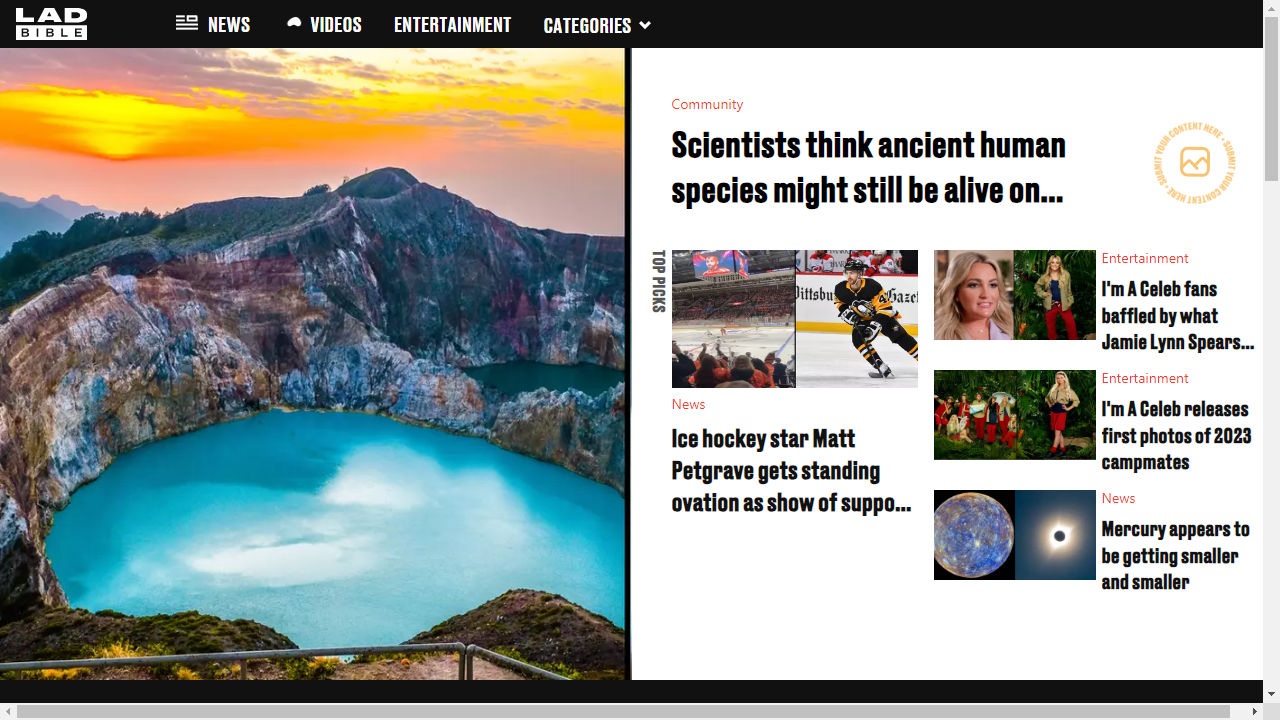 LAD
BIBLE
NEWS
VIDEOS
ENTERTAINMENT
CATEGORIES
Community
Scientists think ancient human
species might still be alive on...
SUBMIT YOUR CONTENT HERE • SUBMIT YOUR CONTENT HERE •
TOP PICKS
News
Ice hockey star Matt
Petgrave gets standing
ovation as show of suppo...
Entertainment
I'm A Celeb fans
baffled by what
Jamie Lynn Spears...
Entertainment
I'm A Celeb releases
first photos of 2023
campmates
News
Mercury appears to
be getting smaller
and smaller